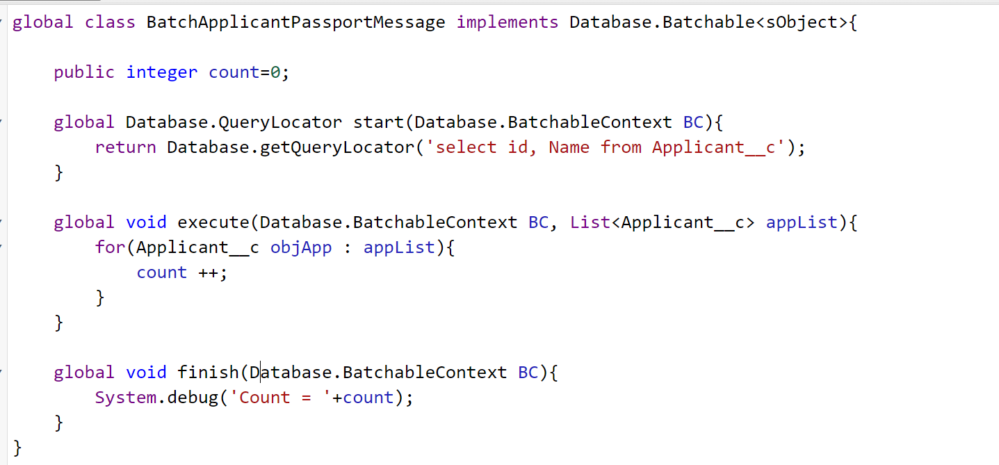 global class BatchApplicantPassportMessage implements Database.Batchable<sObject>{
public integer count=0;
global Database.QueryLocator start(Database.BatchableContext BC){
return Database.getQueryLocator('select id, Name from Applicant__c');
}
global void execute(Database.BatchableContext BC, List<Applicant__c> appList){
for(Applicant__c objApp : appList){
count ++;
}
}
global void finish(Database.BatchableContext BC){
System.debug('Count = '+count);
}
}